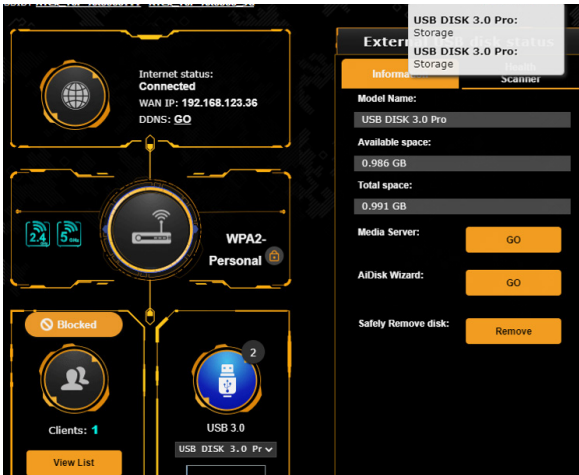 USB DISK 3.0 Pro:
Storage
USB DISK 3.0 Pro:
Storage
External USB disk status
Internet status:
Connected
WAN IP: 192.168.123.36
DDNS: GO
Health
Scanner
Model Name:
USB DISK 3.0 Pro
Available space:
0.986 GB
Total space:
0.991 GB
2.4
5 GHz
WPA2-
Personal
Media Server:
GO
AiDisk Wizard:
GO
Safely Remove disk:
Remove
Blocked
Clients: 1
View List
2
USB 3.0
USB DISK 3.0 Pr